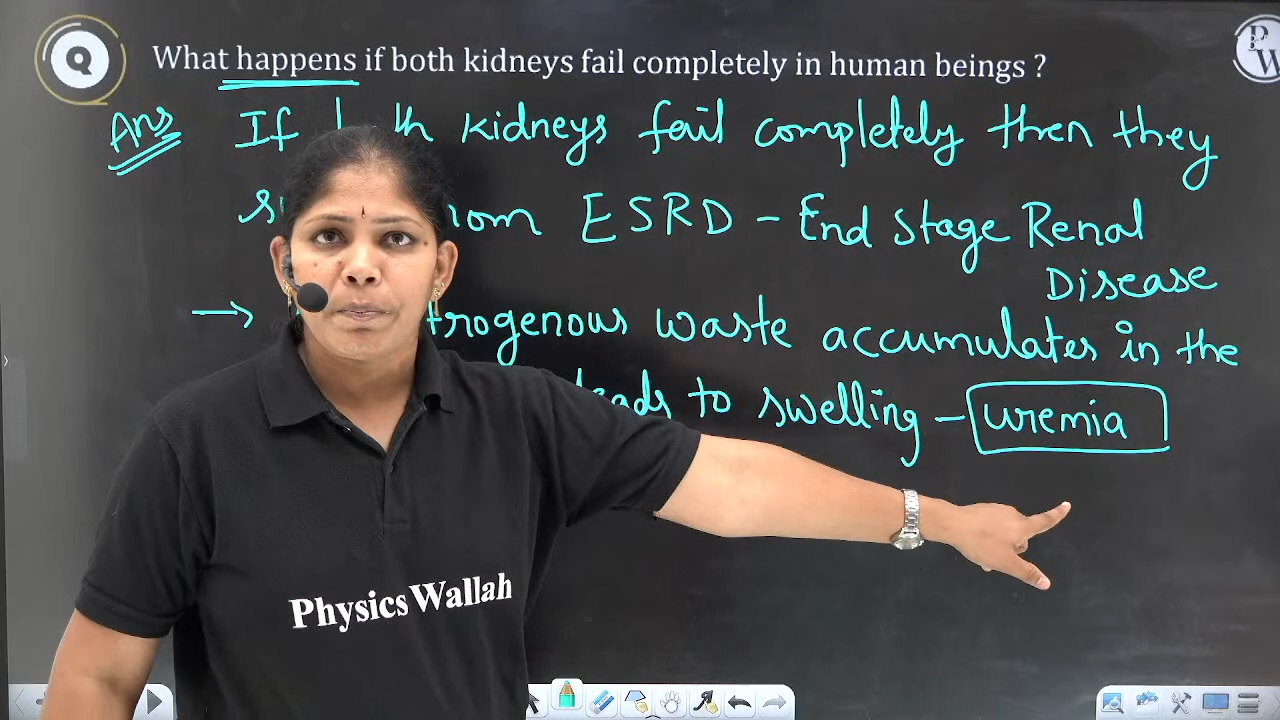 Q What happens if both kidneys fail completely in human beings ?
PW
Ans If kidneys fail completely then they
ESRD - End Stage Renal
Disease
→ waste accumulates in the
to swelling - uremia
Physics Wallah